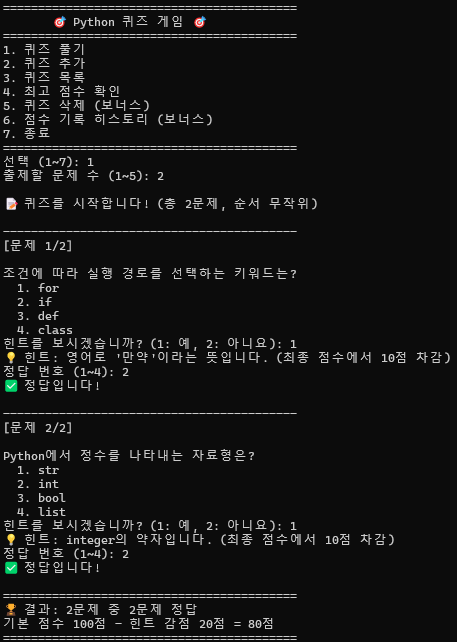 ==========================================
🎯 Python 퀴즈 게임 🎯
==========================================
1. 퀴즈 풀기
2. 퀴즈 추가
3. 퀴즈 목록
4. 최고 점수 확인
5. 퀴즈 삭제 (보너스)
6. 점수 기록 히스토리 (보너스)
7. 종료
==========================================
선택 (1~7): 1
출제할 문제 수 (1~5): 2

📝 퀴즈를 시작합니다! (총 2문제, 순서 무작위)

------------------------------------------
[문제 1/2]

조건에 따라 실행 경로를 선택하는 키워드는?
  1. for
  2. if
  3. def
  4. class
힌트를 보시겠습니까? (1: 예, 2: 아니요): 1
💡 힌트: 영어로 '만약'이라는 뜻입니다. (최종 점수에서 10점 차감)
정답 번호 (1~4): 2
✅ 정답입니다!

------------------------------------------
[문제 2/2]

Python에서 정수를 나타내는 자료형은?
  1. str
  2. int
  3. bool
  4. list
힌트를 보시겠습니까? (1: 예, 2: 아니요): 1
💡 힌트: integer의 약자입니다. (최종 점수에서 10점 차감)
정답 번호 (1~4): 2
✅ 정답입니다!

==========================================
🏆 결과: 2문제 중 2문제 정답
기본 점수 100점 - 힌트 감점 20점 = 80점
==========================================